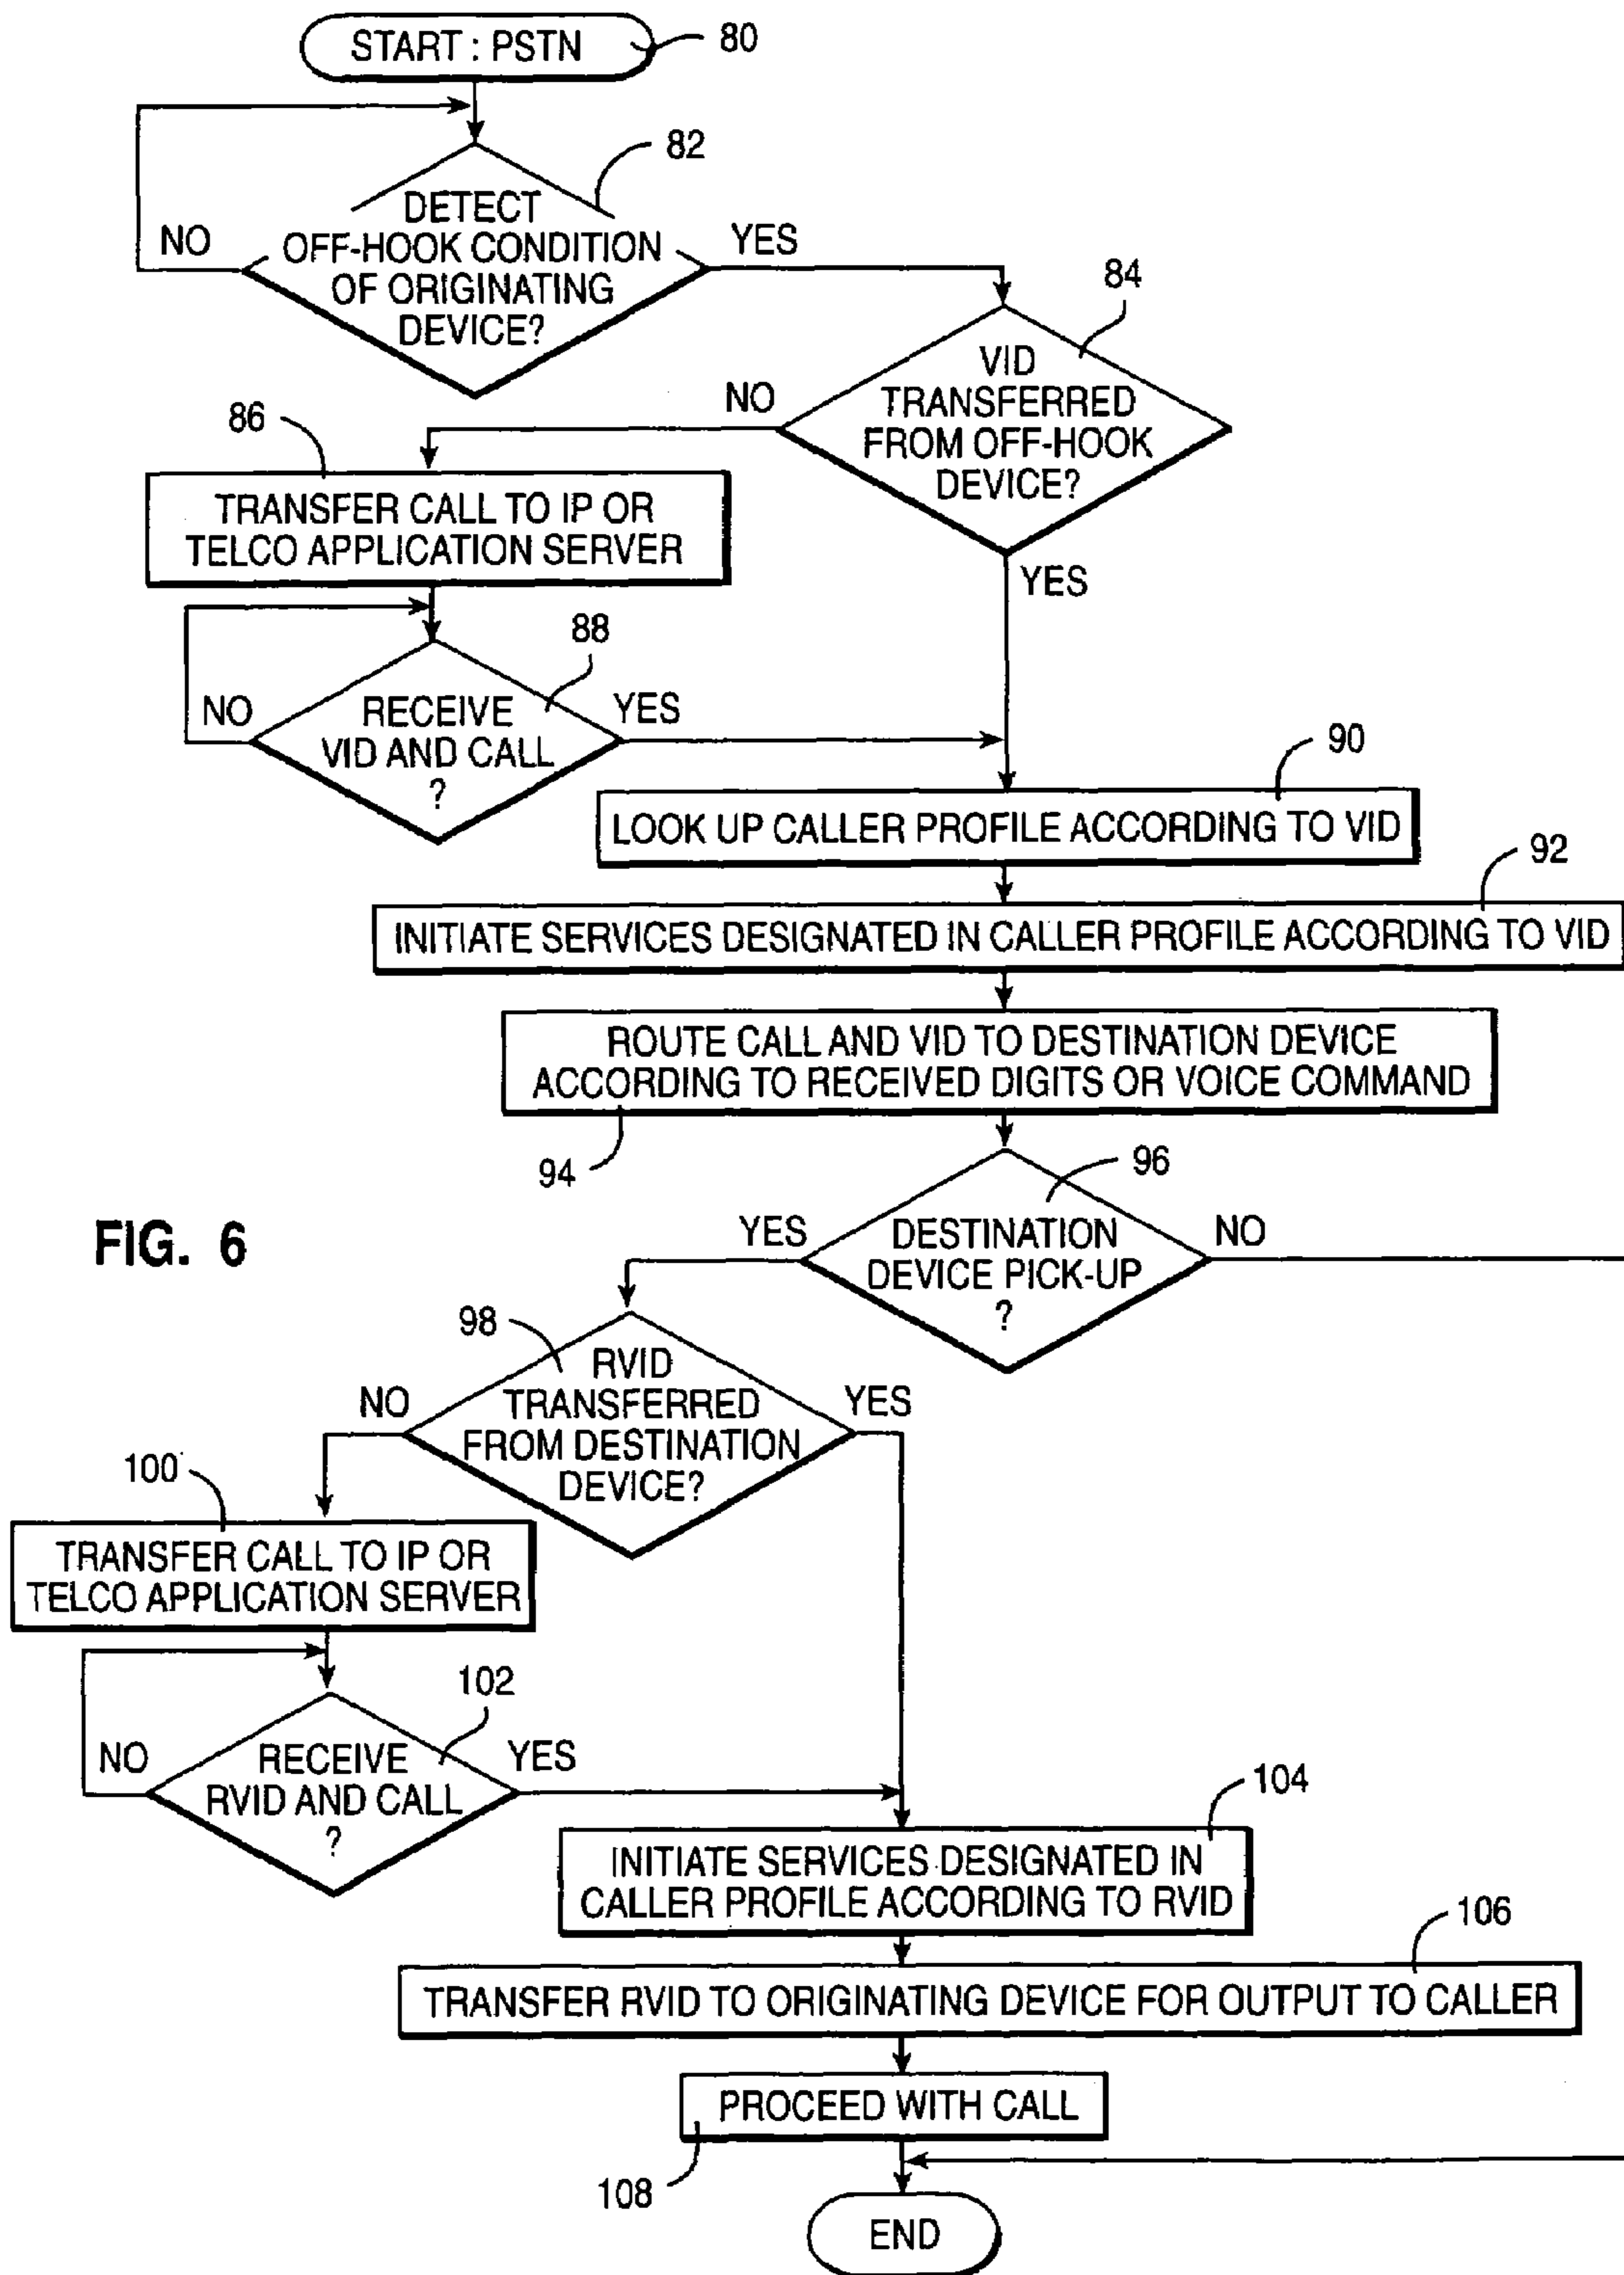 START : PSTN
80
82
DETECT
OFF-HOOK CONDITION
OF ORIGINATING
DEVICE?
NO
YES
84
VID
TRANSFERRED
FROM OFF-HOOK
DEVICE?
NO
YES
86
TRANSFER CALL TO IP OR
TELCO APPLICATION SERVER
88
RECEIVE
VID AND CALL
?
NO
YES
90
LOOK UP CALLER PROFILE ACCORDING TO VID
92
INITIATE SERVICES DESIGNATED IN CALLER PROFILE ACCORDING TO VID
ROUTE CALL AND VID TO DESTINATION DEVICE
ACCORDING TO RECEIVED DIGITS OR VOICE COMMAND
94
96
DESTINATION
DEVICE PICK-UP
?
YES
NO
FIG. 6
98
RVID
TRANSFERRED
FROM DESTINATION
DEVICE?
NO
YES
100
TRANSFER CALL TO IP OR
TELCO APPLICATION SERVER
102
RECEIVE
RVID AND CALL
?
NO
YES
104
INITIATE SERVICES DESIGNATED IN
CALLER PROFILE ACCORDING TO RVID
106
TRANSFER RVID TO ORIGINATING DEVICE FOR OUTPUT TO CALLER
PROCEED WITH CALL
108
END